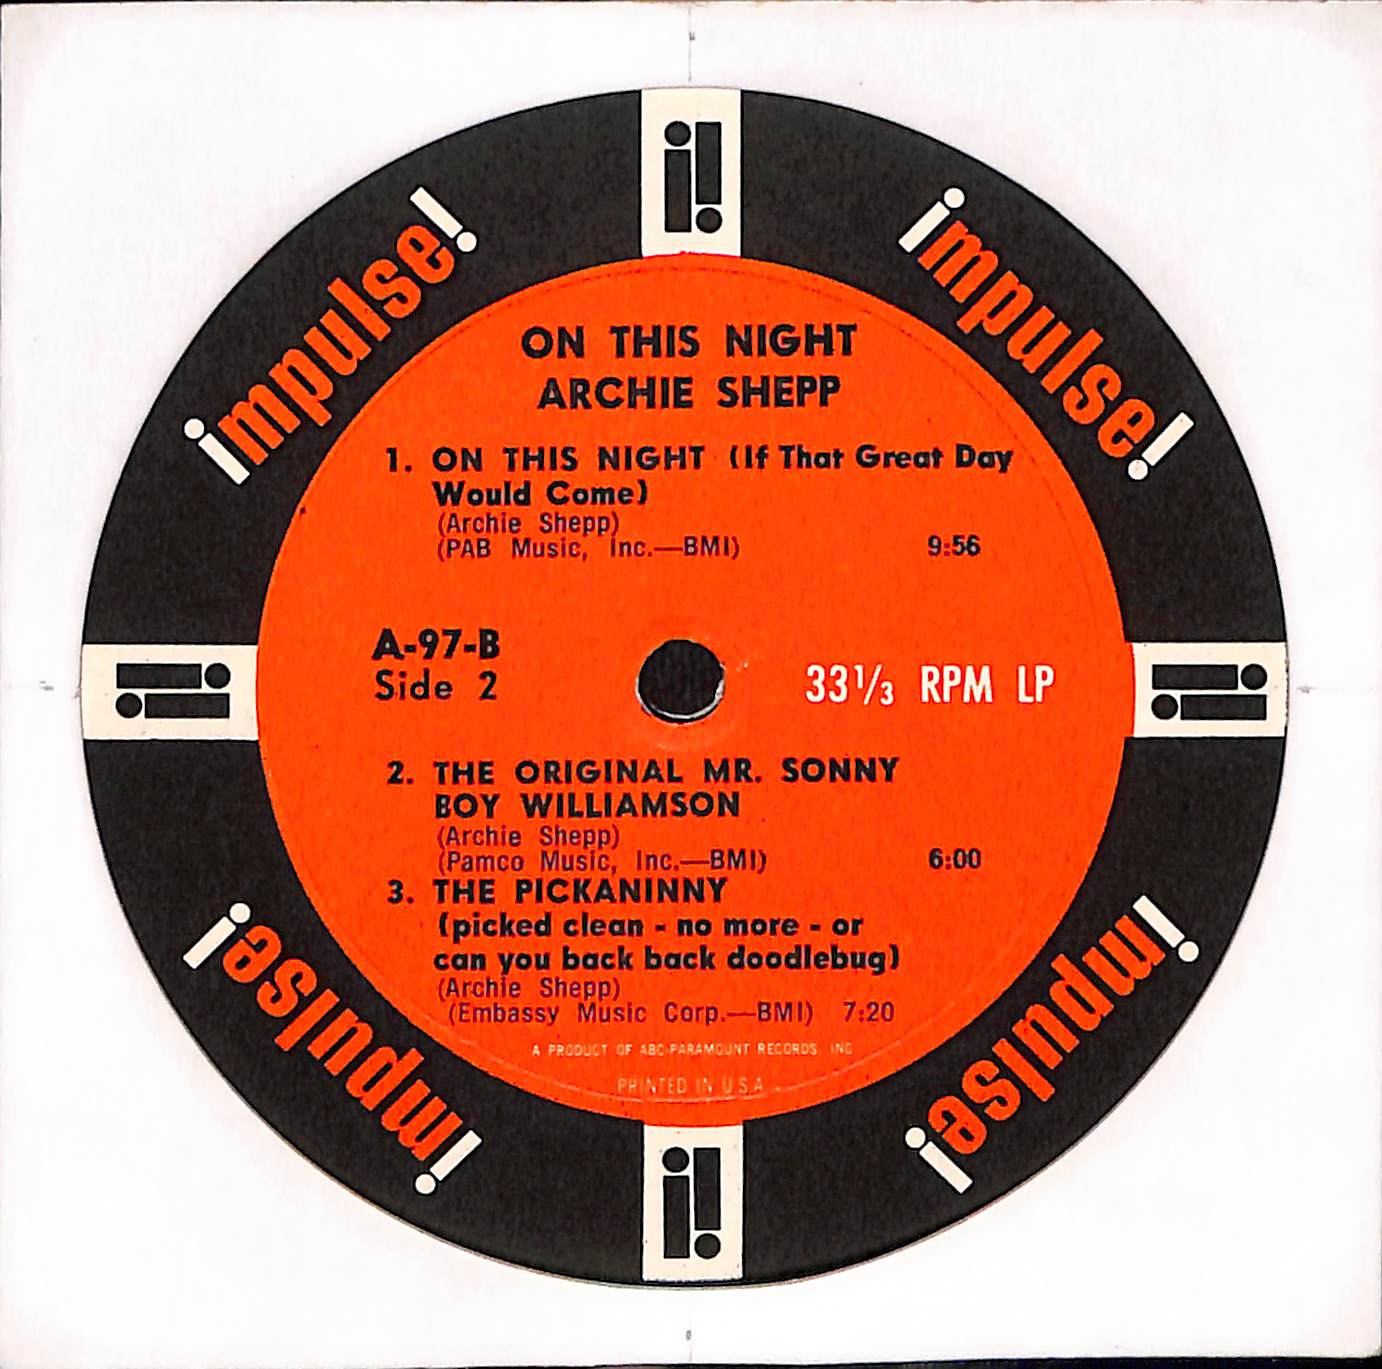 impulse!
impulse!
ON THIS NIGHT
ARCHIE SHEPP
1. ON THIS NIGHT (If That Great Day
Would Come)
(Archie Shepp)
(PAB Music, Inc.—BMI) 9:56
A-97-B
Side 2
33 1/3 RPM LP
2. THE ORIGINAL MR. SONNY
BOY WILLIAMSON
(Archie Shepp)
(Pamco Music, Inc.—BMI) 6:00
3. THE PICKANINNY
(picked clean - no more - or
can you back back doodlebug)
(Archie Shepp)
(Embassy Music Corp.—BMI) 7:20
A PRODUCT OF ABC-PARAMOUNT RECORDS INC
PRINTED IN U.S.A.
impulse!
impulse!